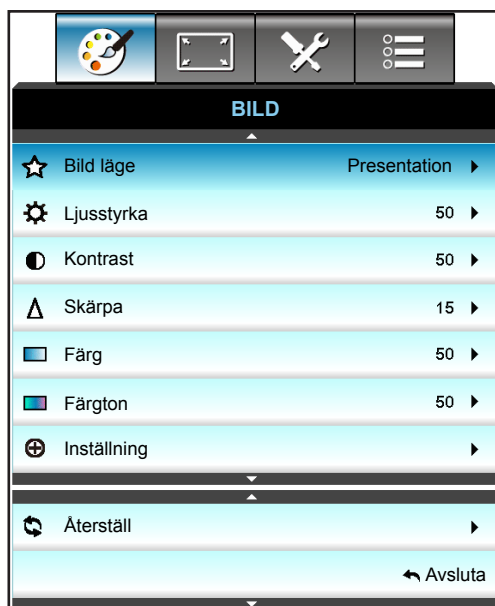 BILD
Bild läge Presentation
Ljusstyrka 50
Kontrast 50
Skärpa 15
Färg 50
Färgton 50
Inställning
Återställ
Avsluta